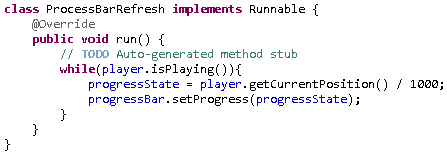 class ProcessBarRefresh implements Runnable {
@Override
public void run() {
// TODO Auto-generated method stub
while(player.isPlaying()){
progressState = player.getCurrentPosition() / 1000;
progressBar.setProgress(progressState);
}
}
}